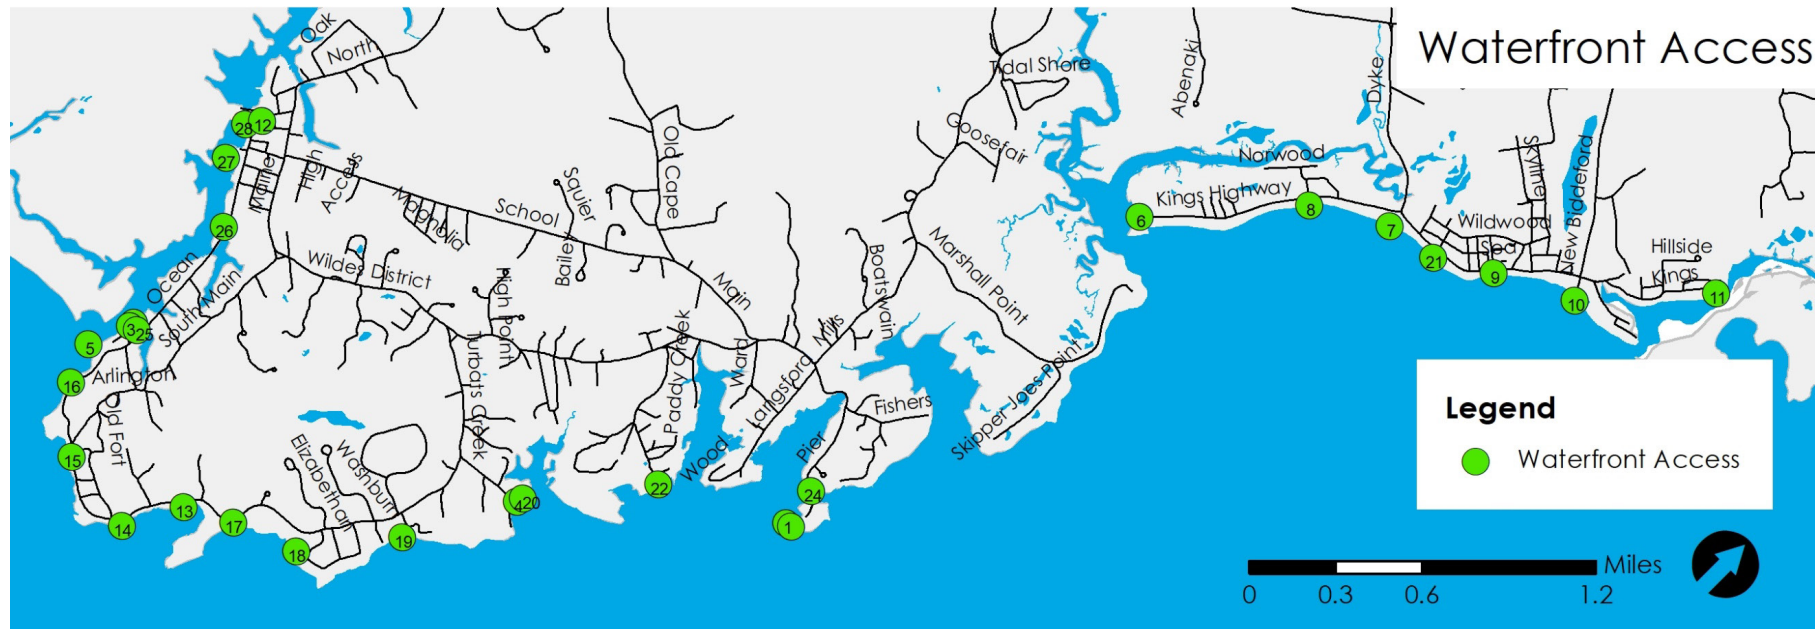 Waterfront Access
Oak
North
Tidal Shore
Abenaki
Dyke
Goosefair
28
12
27
Maine
High
Access
Magnolia
School
Squier
Old Cape
Bailey
Norwood
Kings Highway
6
8
7
Skyline
New Biddeford
Wildwood
Spa
21
9
10
Hillside
Kings
11
26
Ocean
South Main
Wildes District
High Point
Main
Boatswain
Marshall Point
3
25
5
16
Arlington
Old Fort
Turbats Creek
Paddy Creek
Ward
Langsford
Mills
Fishers
Skipper Joes Point
15
Elizabethan
Washburn
Wood
Pier
14
13
17
18
19
4
20
22
24
1
Legend
Waterfront Access
Miles
0 0.3 0.6 1.2